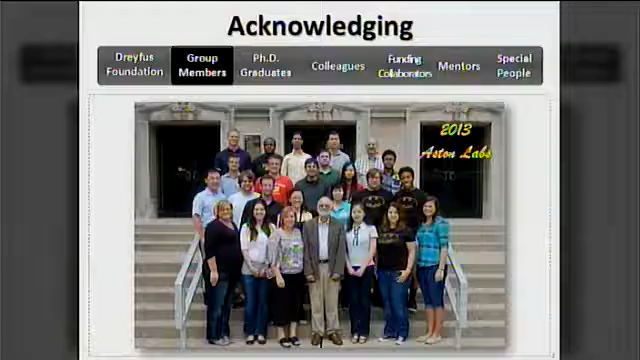 Acknowledging
Dreyfus
Foundation
Group
Members
Ph.D.
Graduates
Colleagues
Funding
Collaborators
Mentors
Special
People
2013
Aston Labs